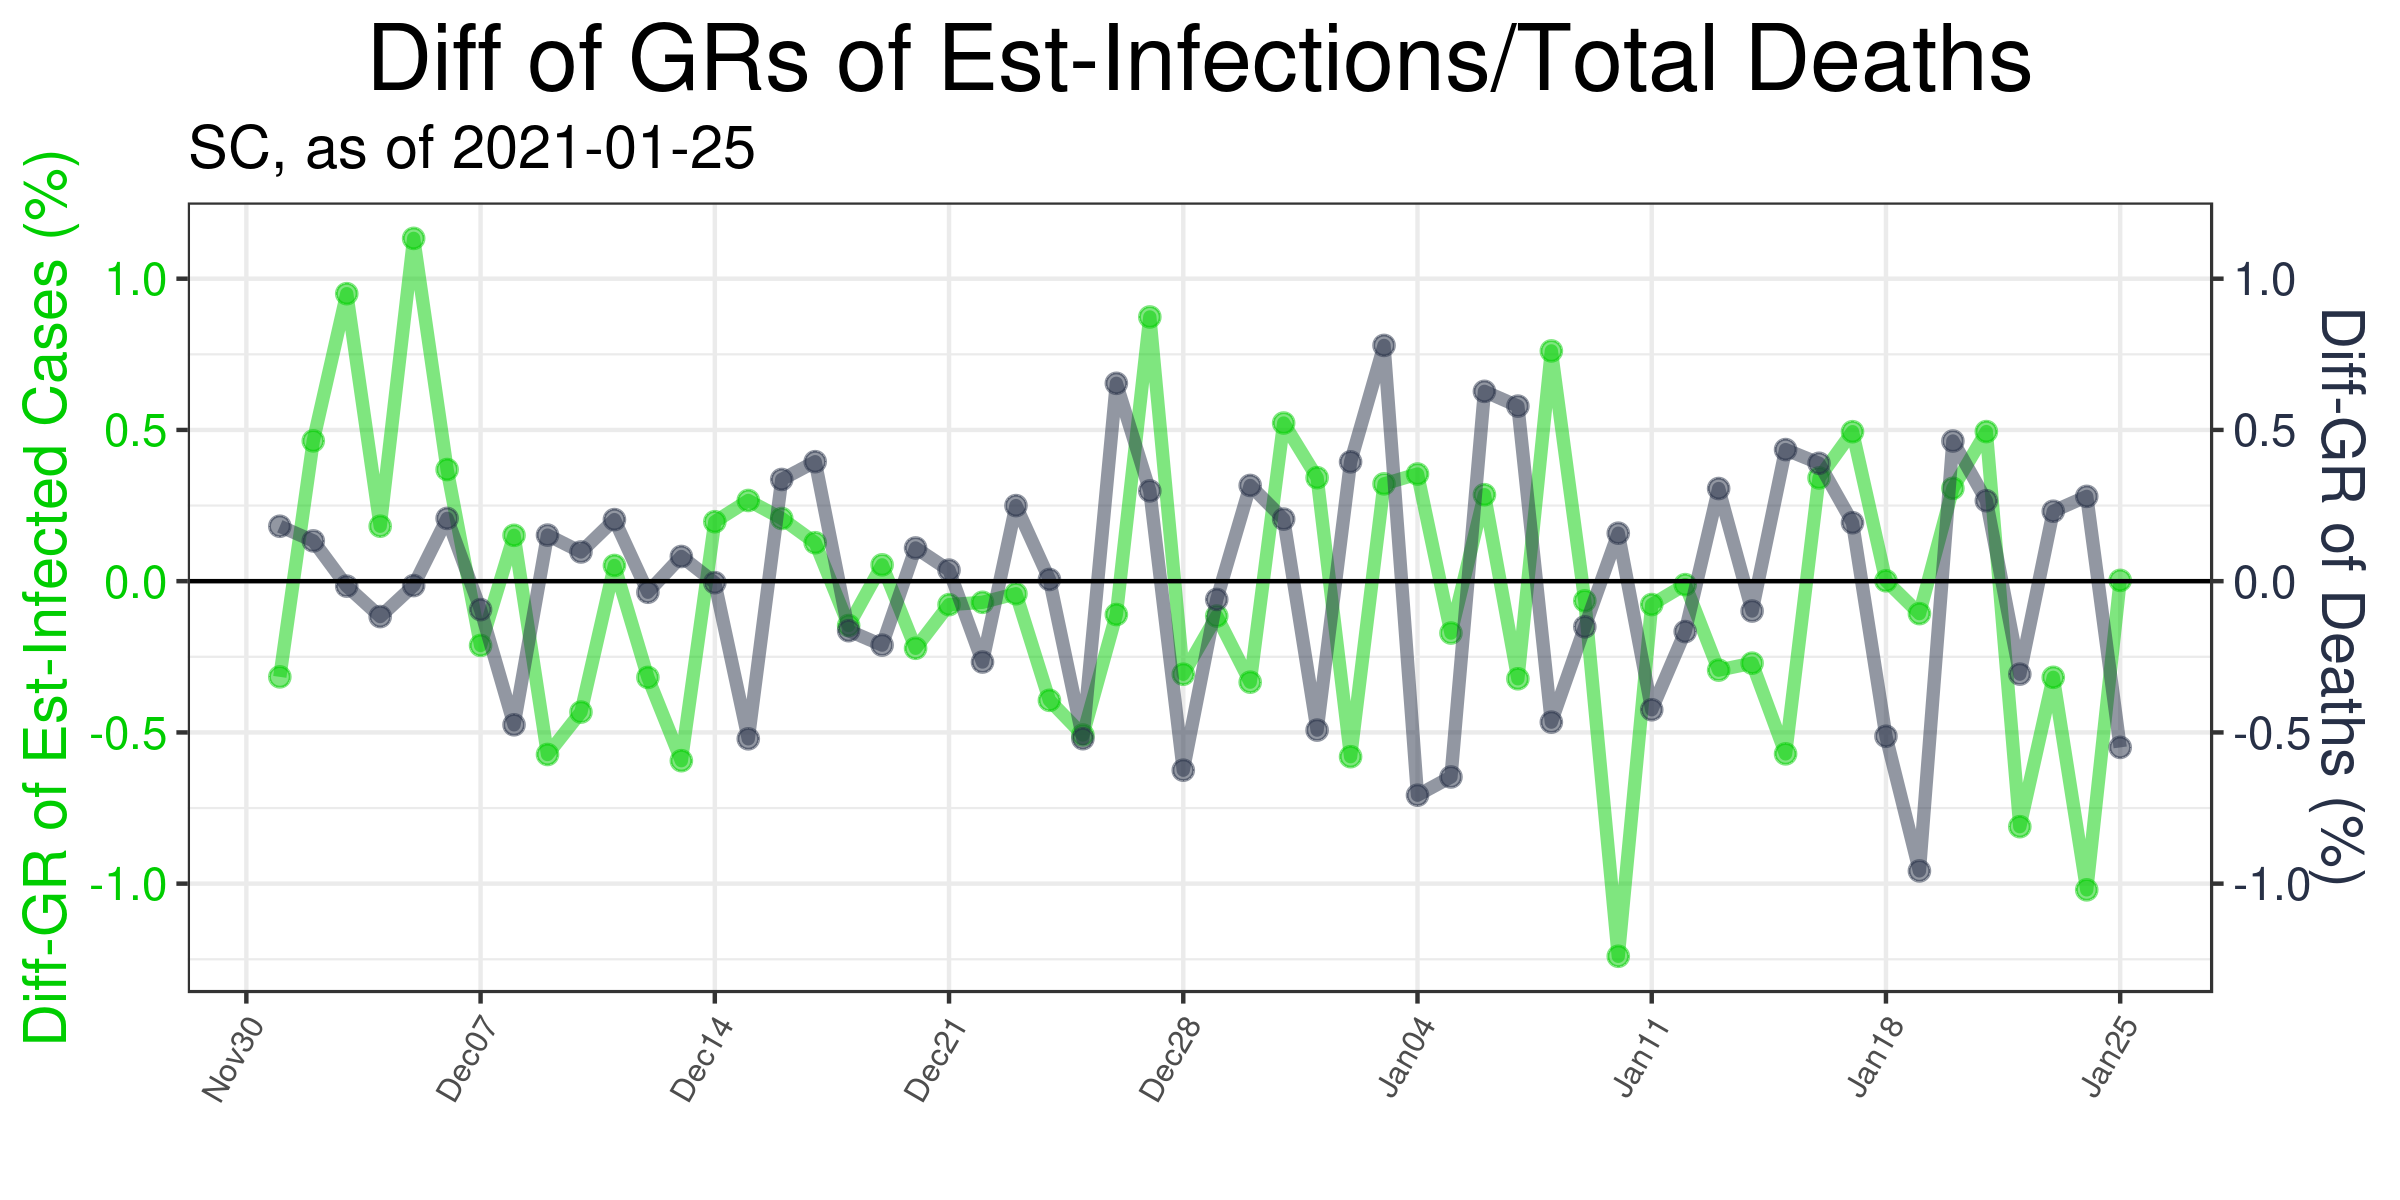 Diff of GRs of Est-Infections/Total Deaths
SC, as of 2021-01-25
Diff-GR of Est-Infected Cases (%)
1.0
0.5
0.0
-0.5
-1.0
1.0
0.5
0.0
-0.5
-1.0
Diff-GR of Deaths (%)
Nov30
Dec07
Dec14
Dec21
Dec28
Jan04
Jan11
Jan18
Jan25